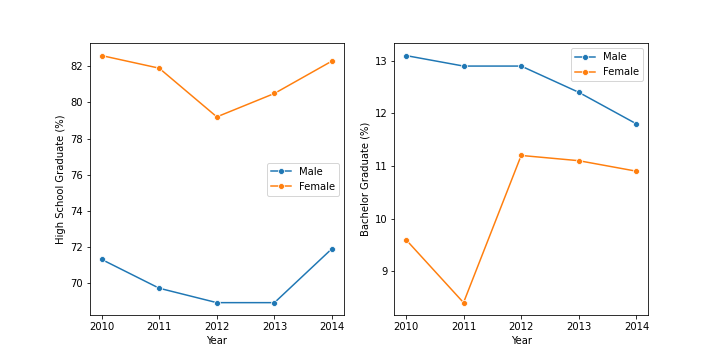 High School Graduate (%)
82
80
78
76
74
72
70
Male
Female
2010 2011 2012 2013 2014
Year
Bachelor Graduate (%)
13
12
11
10
9
Male
Female
2010 2011 2012 2013 2014
Year